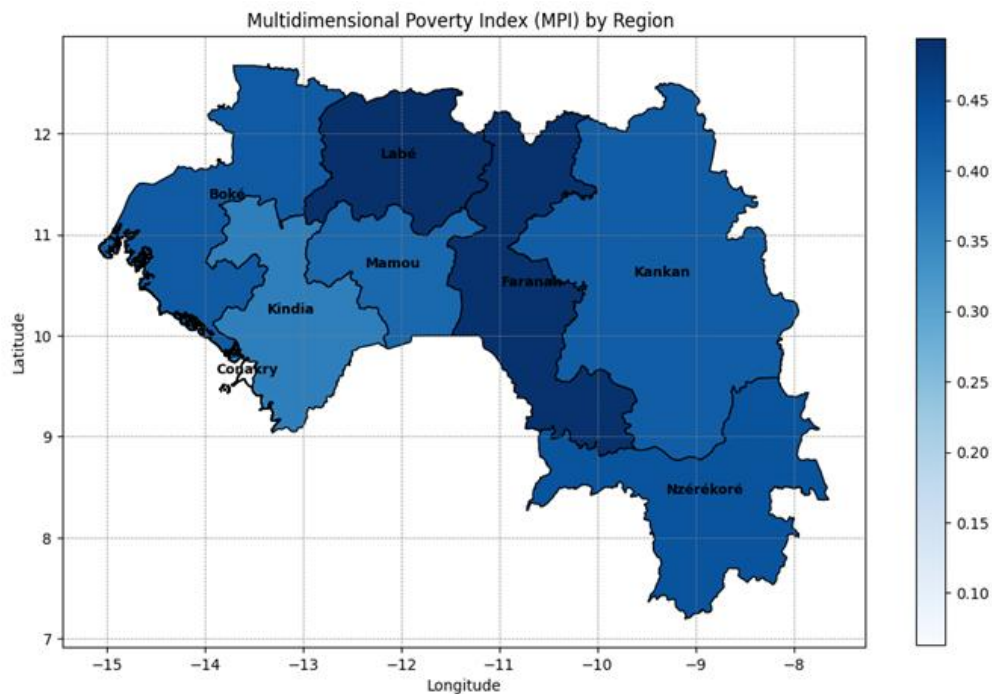 Multidimensional Poverty Index (MPI) by Region
Latitude
12
11
10
9
8
7
Labé
Boké
Mamou
Faranah
Kankan
Kindia
Conakry
Nzérékoré
−15
−14
−13
−12
−11
−10
−9
−8
Longitude
0.45
0.40
0.35
0.30
0.25
0.20
0.15
0.10